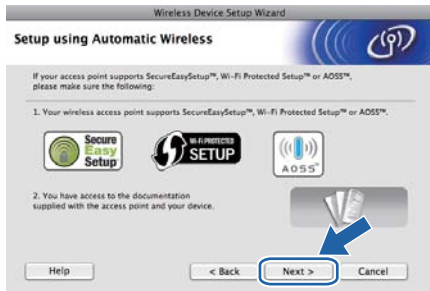 Wireless Device Setup Wizard
Setup using Automatic Wireless
If your access point supports SecureEasySetup™, Wi-Fi Protected Setup™ or AOSS™,
please make sure the following:
1. Your wireless access point supports SecureEasySetup™, Wi-Fi Protected Setup™ or AOSS™.
Secure
Easy
Setup
WI-FI PROTECTED
SETUP
AOSS™
2. You have access to the documentation
supplied with the access point and your device.
Help
< Back
Next >
Cancel